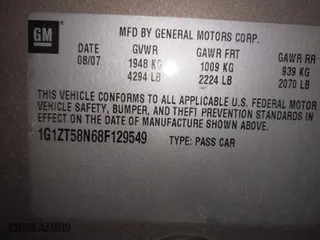 GM
MFD BY GENERAL MOTORS CORP.
DATE GVWR GAWR FRT GAWR RR
08/07 1948 KG 1009 KG 939 KG
4294 LB 2224 LB 2070 LB
THIS VEHICLE CONFORMS TO ALL APPLICABLE U.S. FEDERAL MOTOR
VEHICLE SAFETY, BUMPER, AND THEFT PREVENTION STANDARDS
IN EFFECT ON THE DATE OF MANUFACTURE SHOWN ABOVE.
1G1ZT58N68F129549 TYPE: PASS CAR
DREAMBID